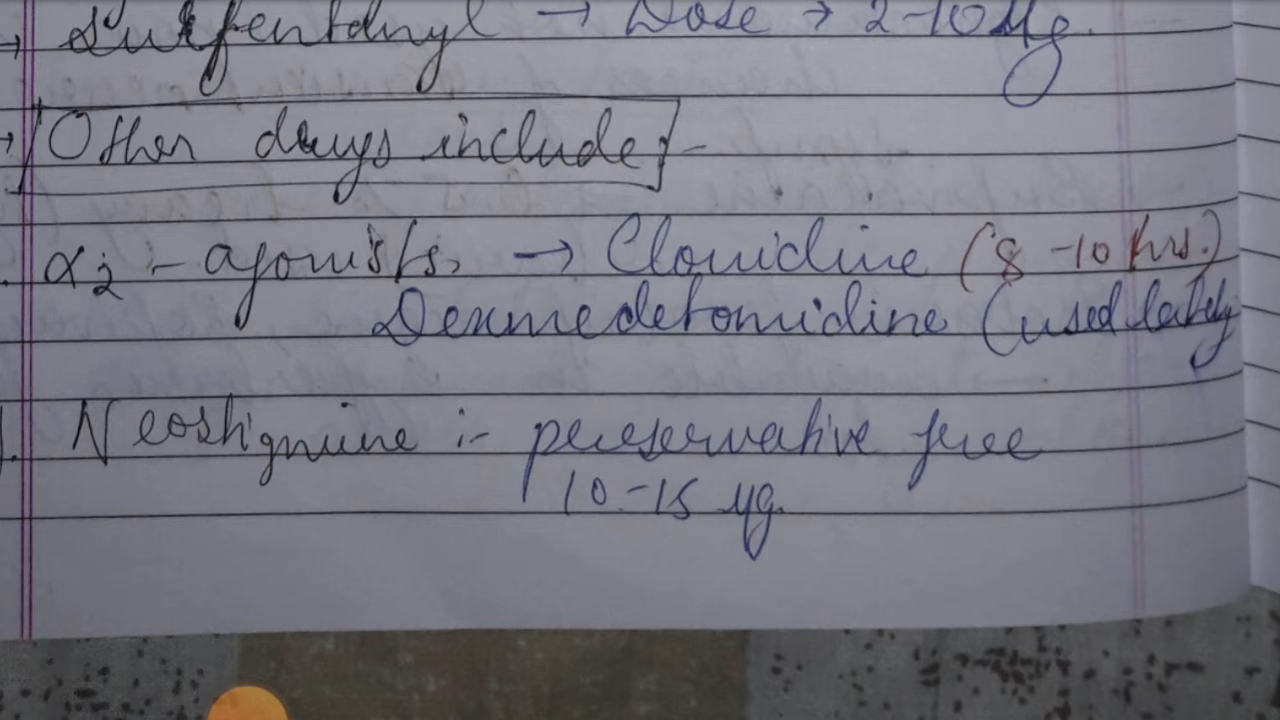 → Sulfentanyl → Dose → 2-10 µg.
→ Other drugs include :-
α2 :- agonists, → Clonidine (8 -10 hrs.)
Dexmedetomidine (used lately
Neostigmine :- preservative free
10-15 µg.